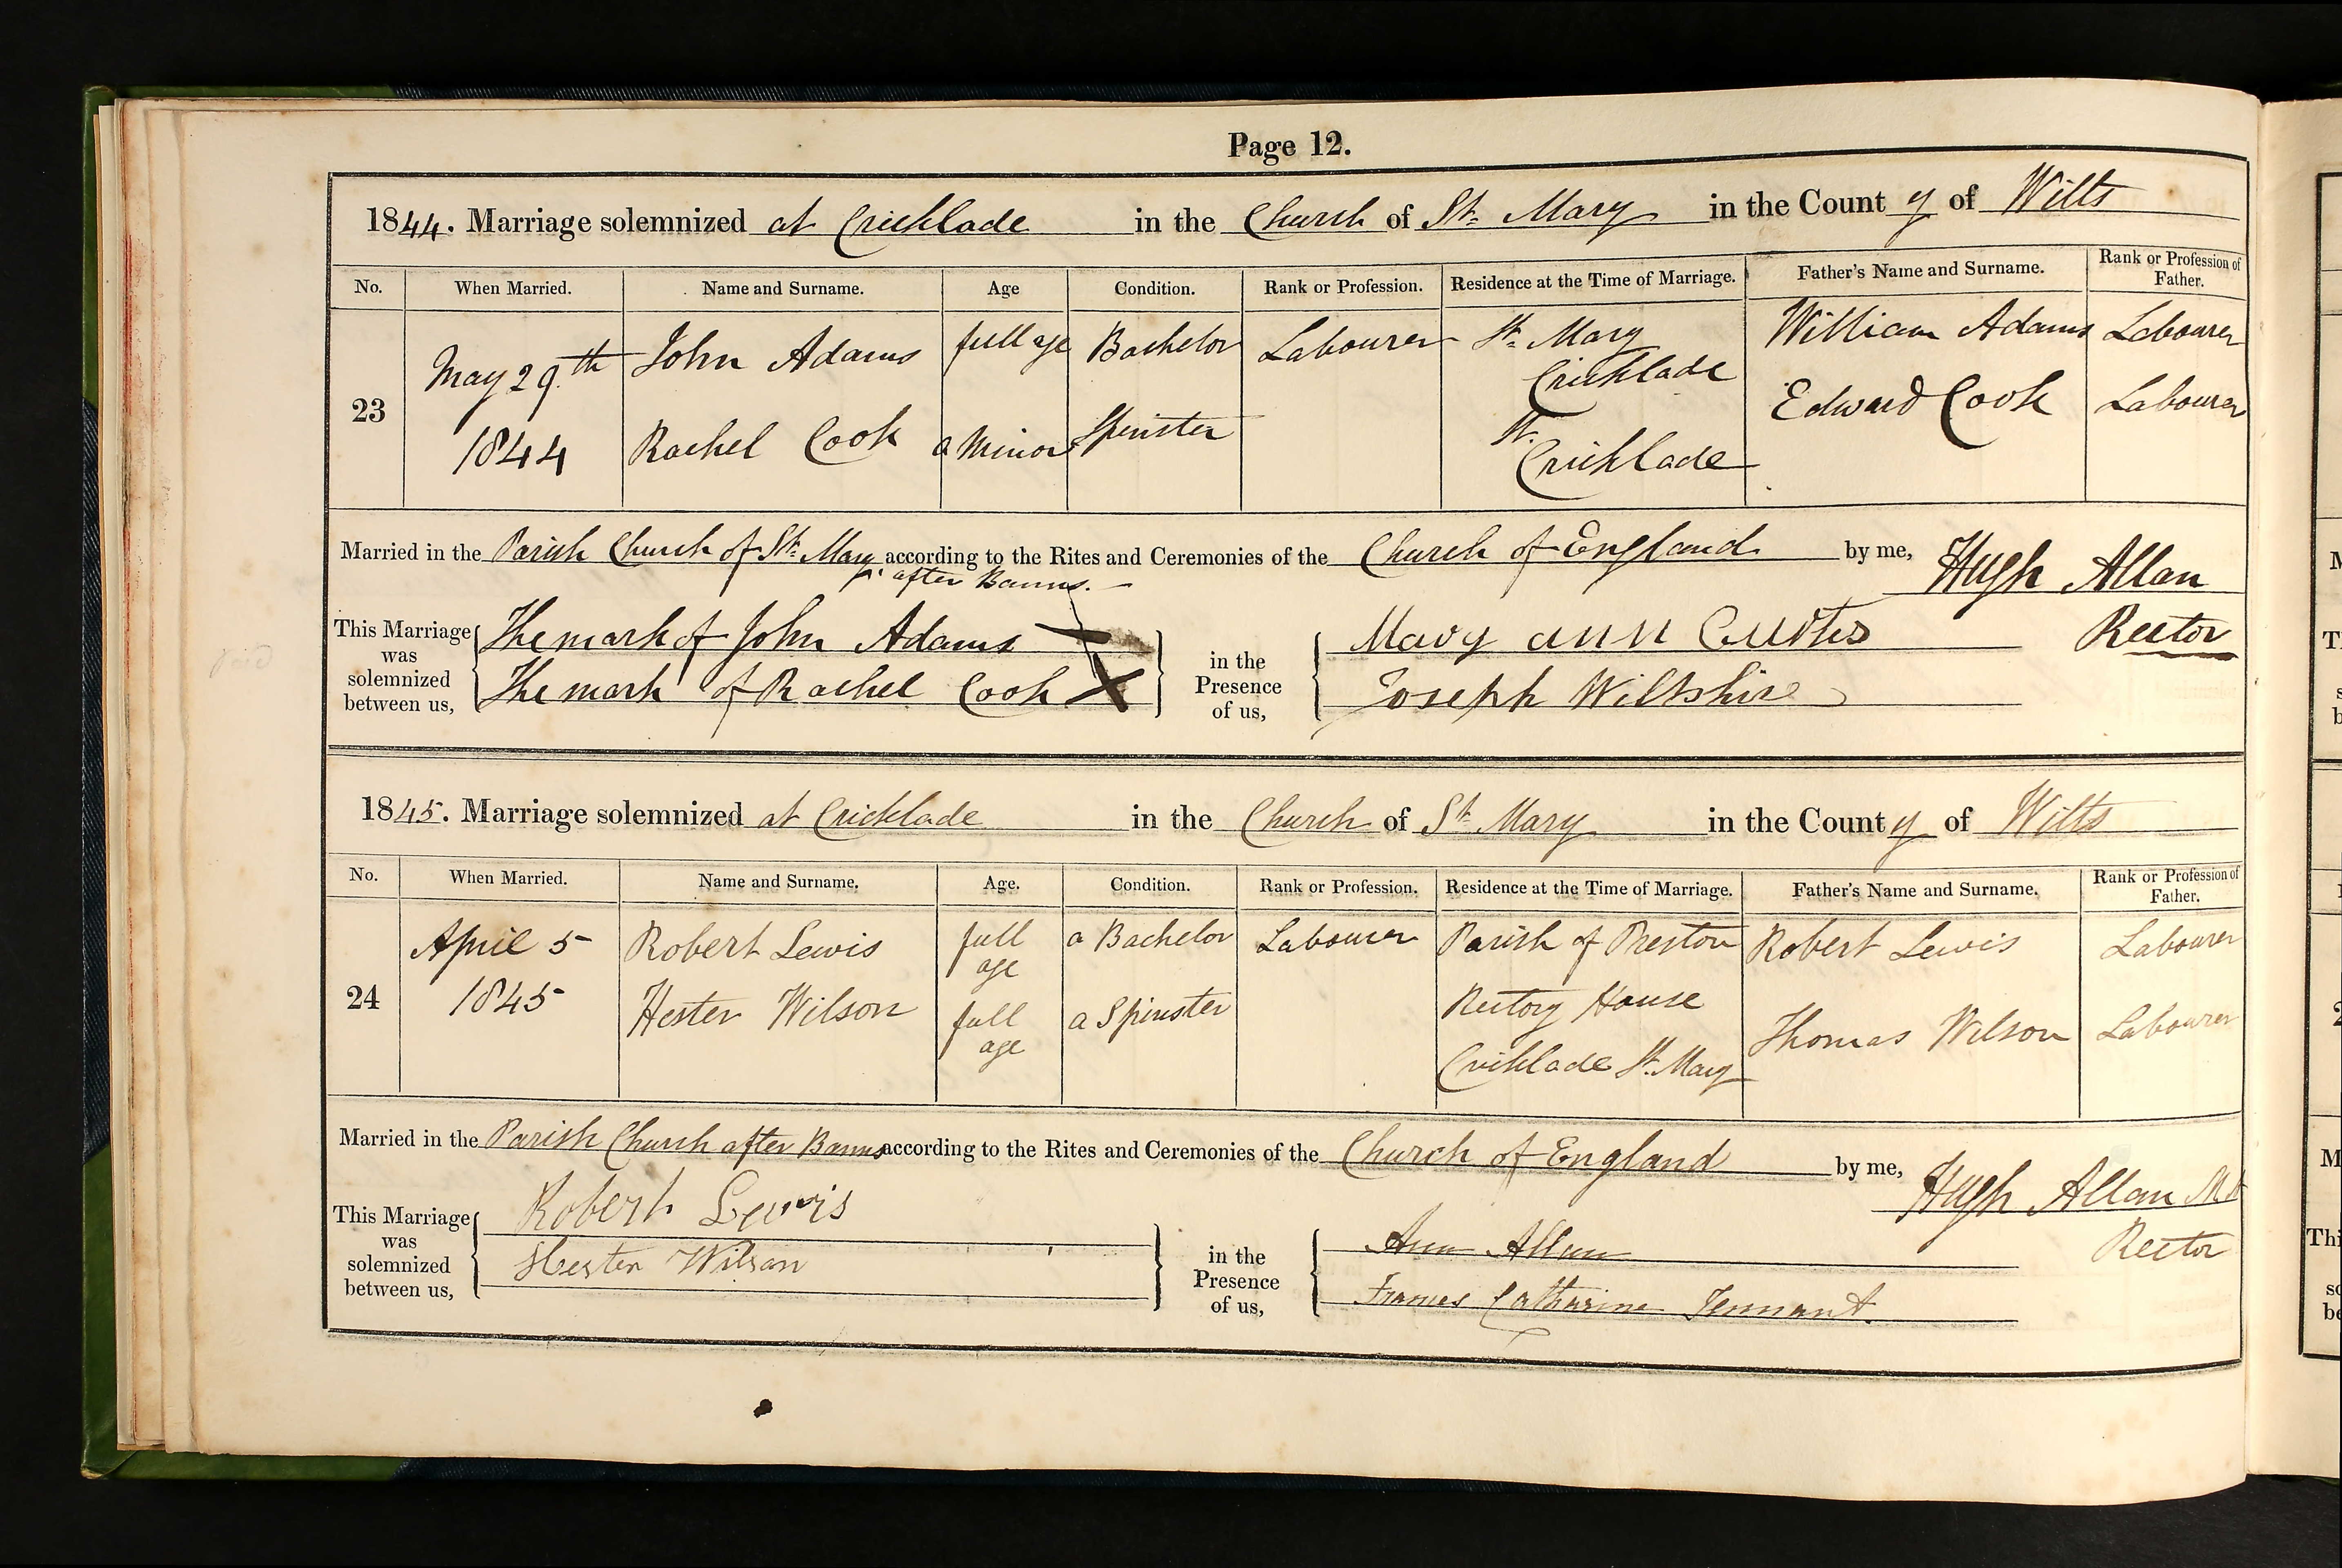 Page 12.
1844. Marriage solemnized at Cricklade in the Church of St. Mary in the County of Wilts
No. When Married. Name and Surname. Age Condition. Rank or Profession. Residence at the Time of Marriage. Father's Name and Surname. Rank or Profession of Father.
23 May 29th 1844 John Adams full age Bachelor Labourer St. Mary Cricklade William Adams Labourer
Rachel Cook a Minor Spinster St. Cricklade Edward Cook Labourer
Married in the Parish Church of St. Mary according to the Rites and Ceremonies of the Church of England by me, Hugh Allan
after Banns. Rector
This Marriage was solemnized between us, The mark of John Adams X in the Presence of us, Mary ann Curtis
The mark of Rachel Cook X Joseph Wiltshire
1845. Marriage solemnized at Cricklade in the Church of St Mary in the County of Wilts
No. When Married. Name and Surname. Age. Condition. Rank or Profession. Residence at the Time of Marriage. Father's Name and Surname. Rank or Profession of Father.
24 April 5 1845 Robert Lewis full age a Bachelor Labourer Parish of Preston Robert Lewis Labourer
Hester Wilson full age a Spinster Rectory House Cricklade St. Mary Thomas Wilson Labourer
Married in the Parish Church after Banns according to the Rites and Ceremonies of the Church of England by me, Hugh Allan
Rector
This Marriage was solemnized between us, Robert Lewis in the Presence of us, Ann Allan
Hester Wilson Frances Catharine Tennant.